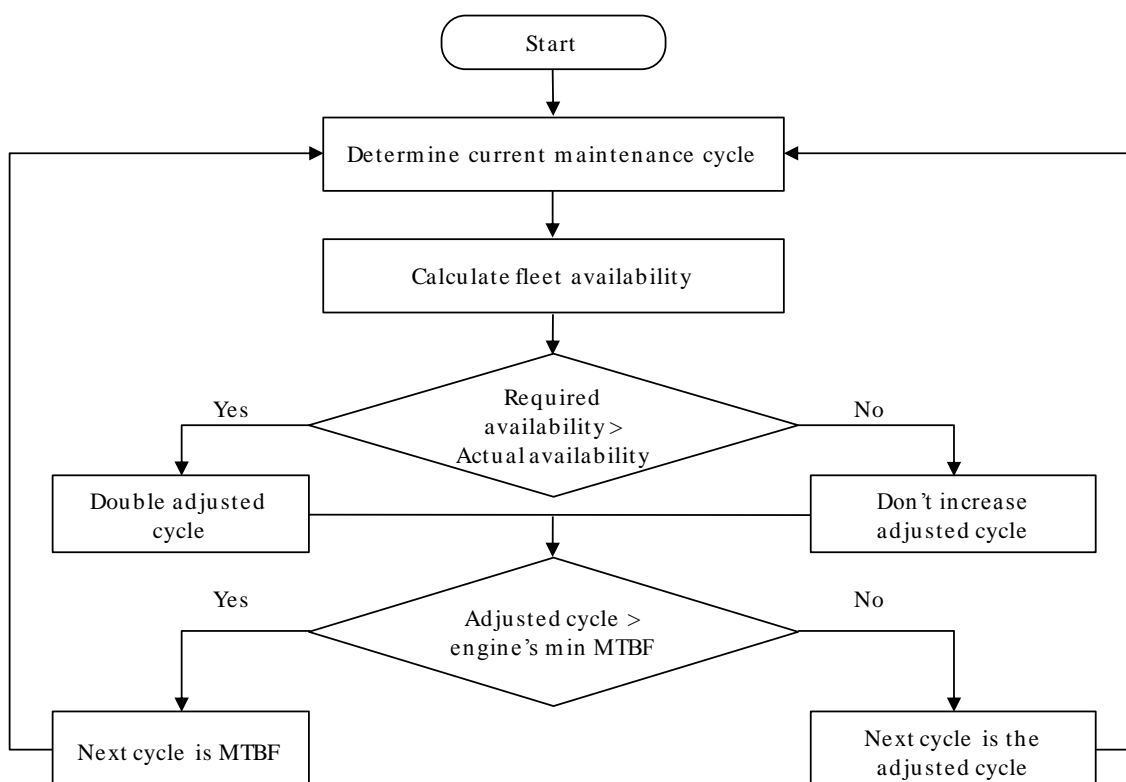 Start
Determine current maintenance cycle
Calculate fleet availability
Required
availability >
Actual availability
Yes
No
Double adjusted
cycle
Don't increase
adjusted cycle
Adjusted cycle >
engine's min MTBF
Yes
No
Next cycle is MTBF
Next cycle is the
adjusted cycle